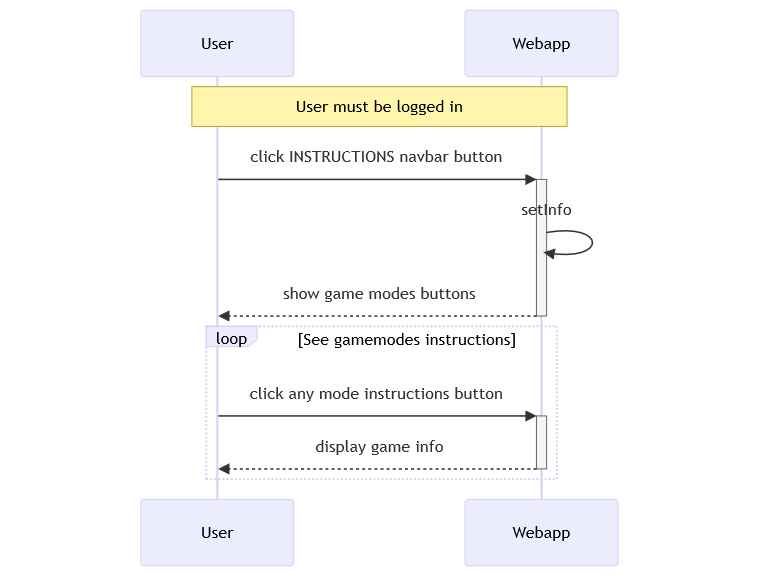 User
Webapp
User must be logged in
click INSTRUCTIONS navbar button
setInfo
show game modes buttons
loop
[See gamemodes instructions]
click any mode instructions button
display game info
User
Webapp